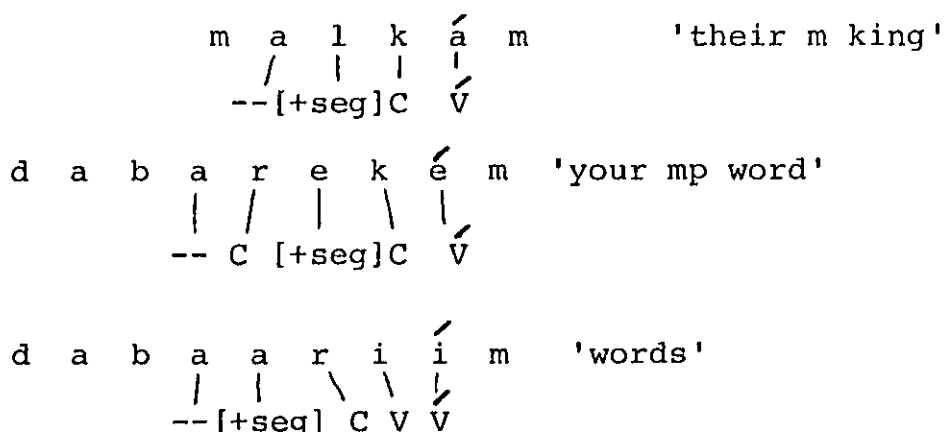 m a l k á m 'their m king'
--[+seg]C V́
d a b a r e k é m 'your mp word'
-- C [+seg]C V́
d a b a a r i í m 'words'
--[+seg] C V V́